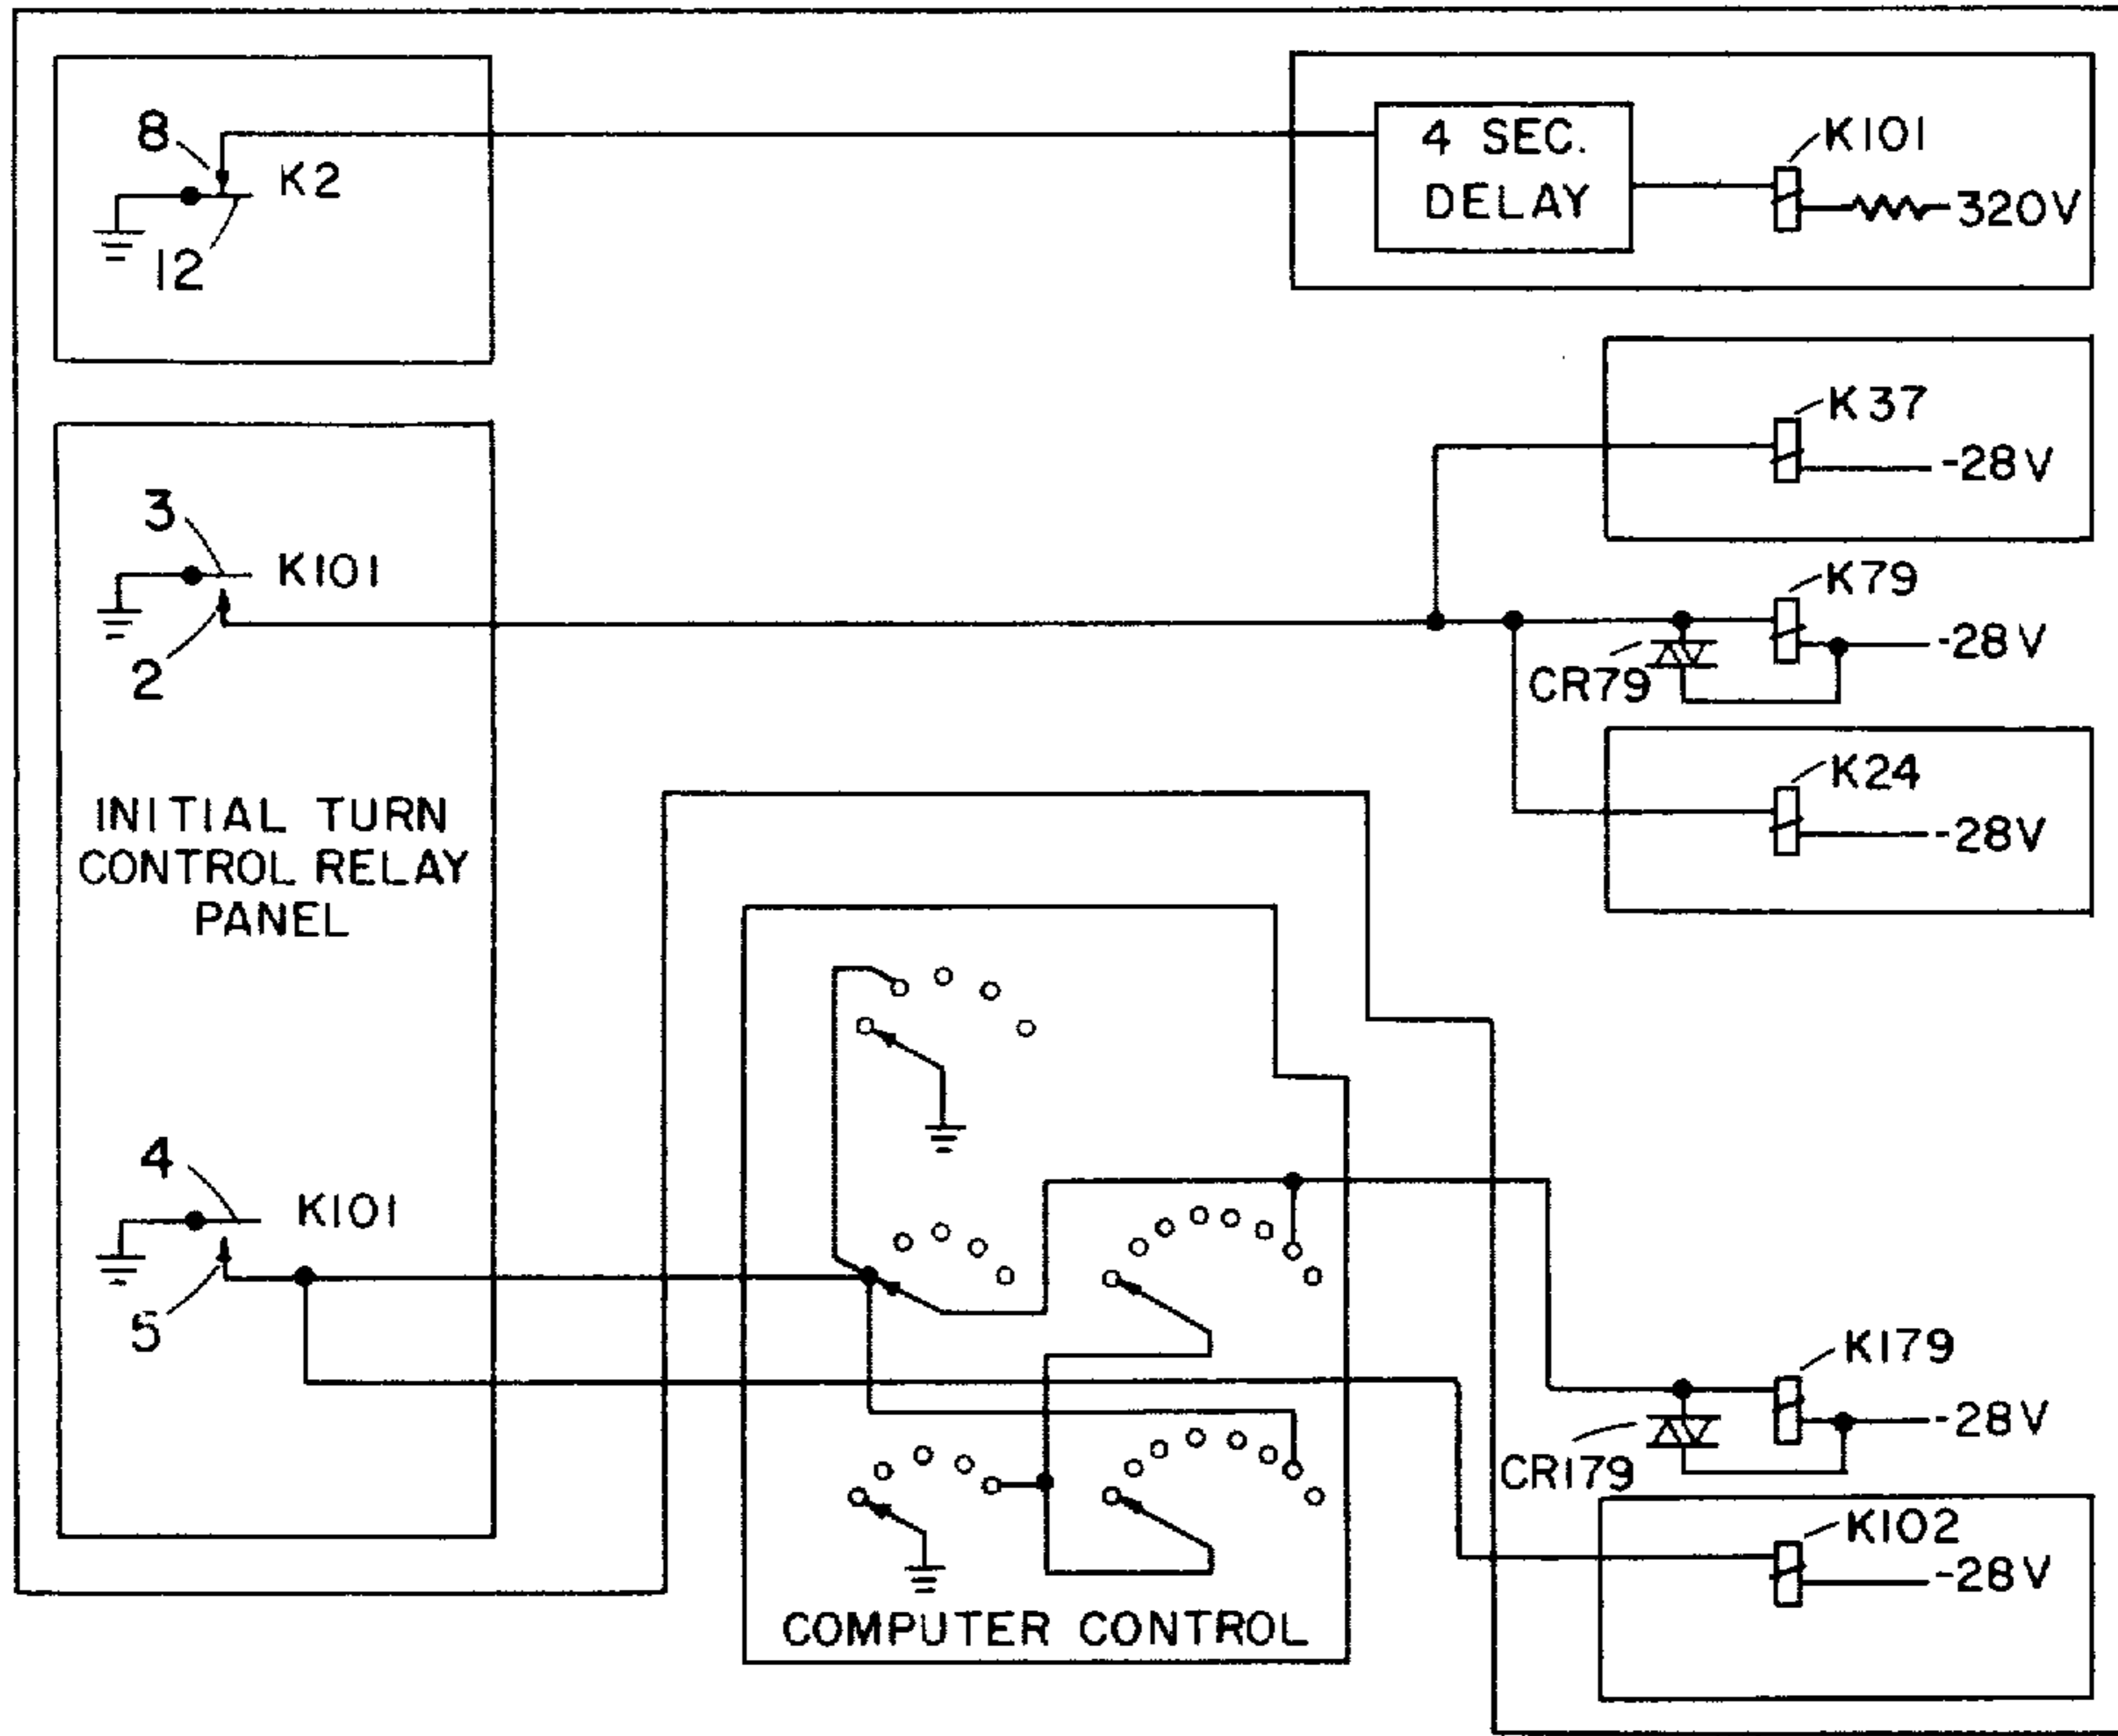 8
K2
12
4 SEC.
DELAY
K101
320V
K37
-28V
3
K101
2
K79
-28V
CR79
K24
-28V
INITIAL TURN
CONTROL RELAY
PANEL
4
K101
5
K179
-28V
CR179
K102
-28V
COMPUTER CONTROL